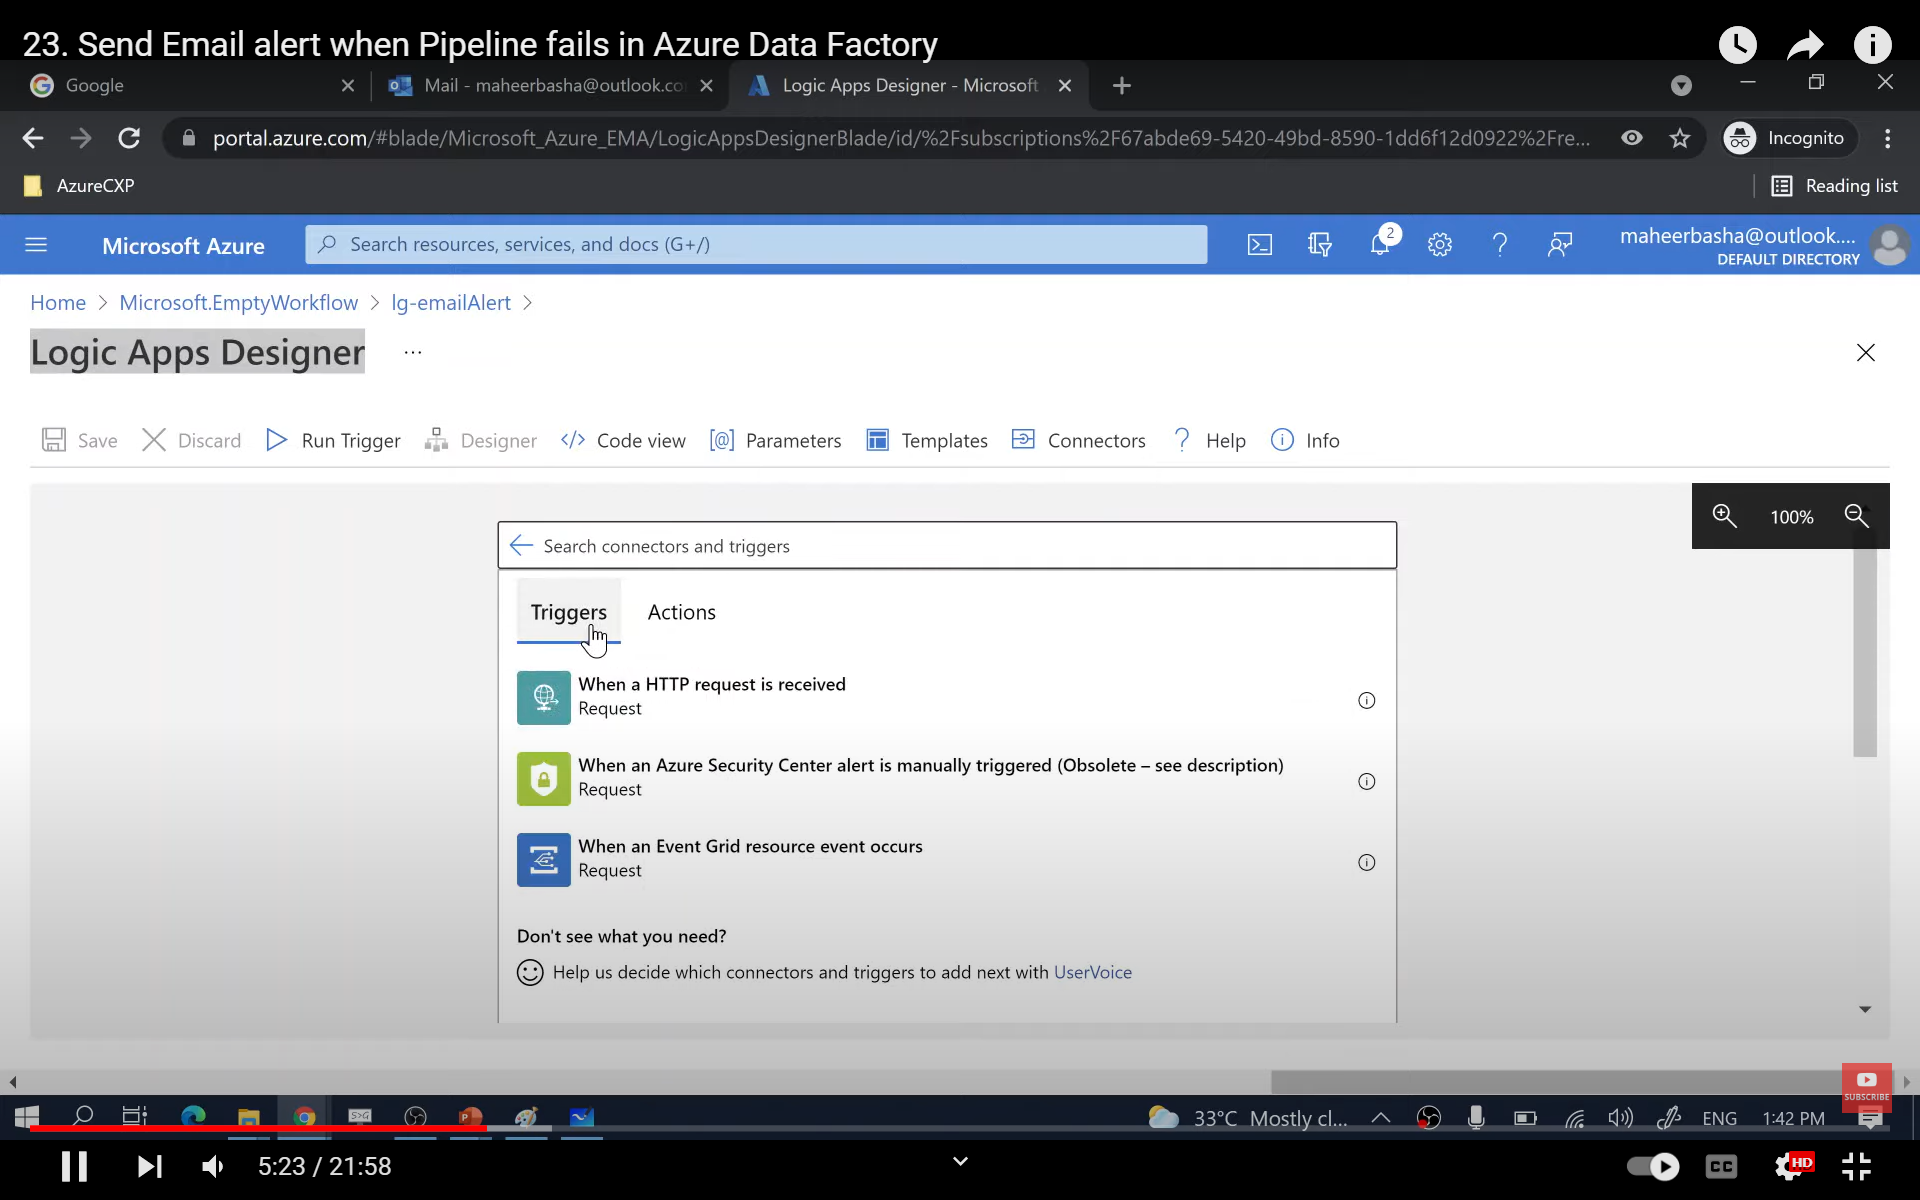 23. Send Email alert when Pipeline fails in Azure Data Factory
Google
Mail - maheerbasha@outlook.co
Logic Apps Designer - Microsoft
portal.azure.com/#blade/Microsoft_Azure_EMA/LogicAppsDesignerBlade/id/%2Fsubscriptions%2F67abde69-5420-49bd-8590-1dd6f12d0922%2Fre...
Incognito
AzureCXP
Reading list
Microsoft Azure
Search resources, services, and docs (G+/)
2
maheerbasha@outlook....
DEFAULT DIRECTORY
Home > Microsoft.EmptyWorkflow > lg-emailAlert >
Logic Apps Designer ...
Save
Discard
Run Trigger
Designer
Code view
Parameters
Templates
Connectors
Help
Info
100%
Search connectors and triggers
Triggers
Actions
When a HTTP request is received
Request
When an Azure Security Center alert is manually triggered (Obsolete – see description)
Request
When an Event Grid resource event occurs
Request
Don't see what you need?
Help us decide which connectors and triggers to add next with UserVoice
SUBSCRIBE
33°C Mostly cl...
ENG
1:42 PM
5:23 / 21:58
CC
HD